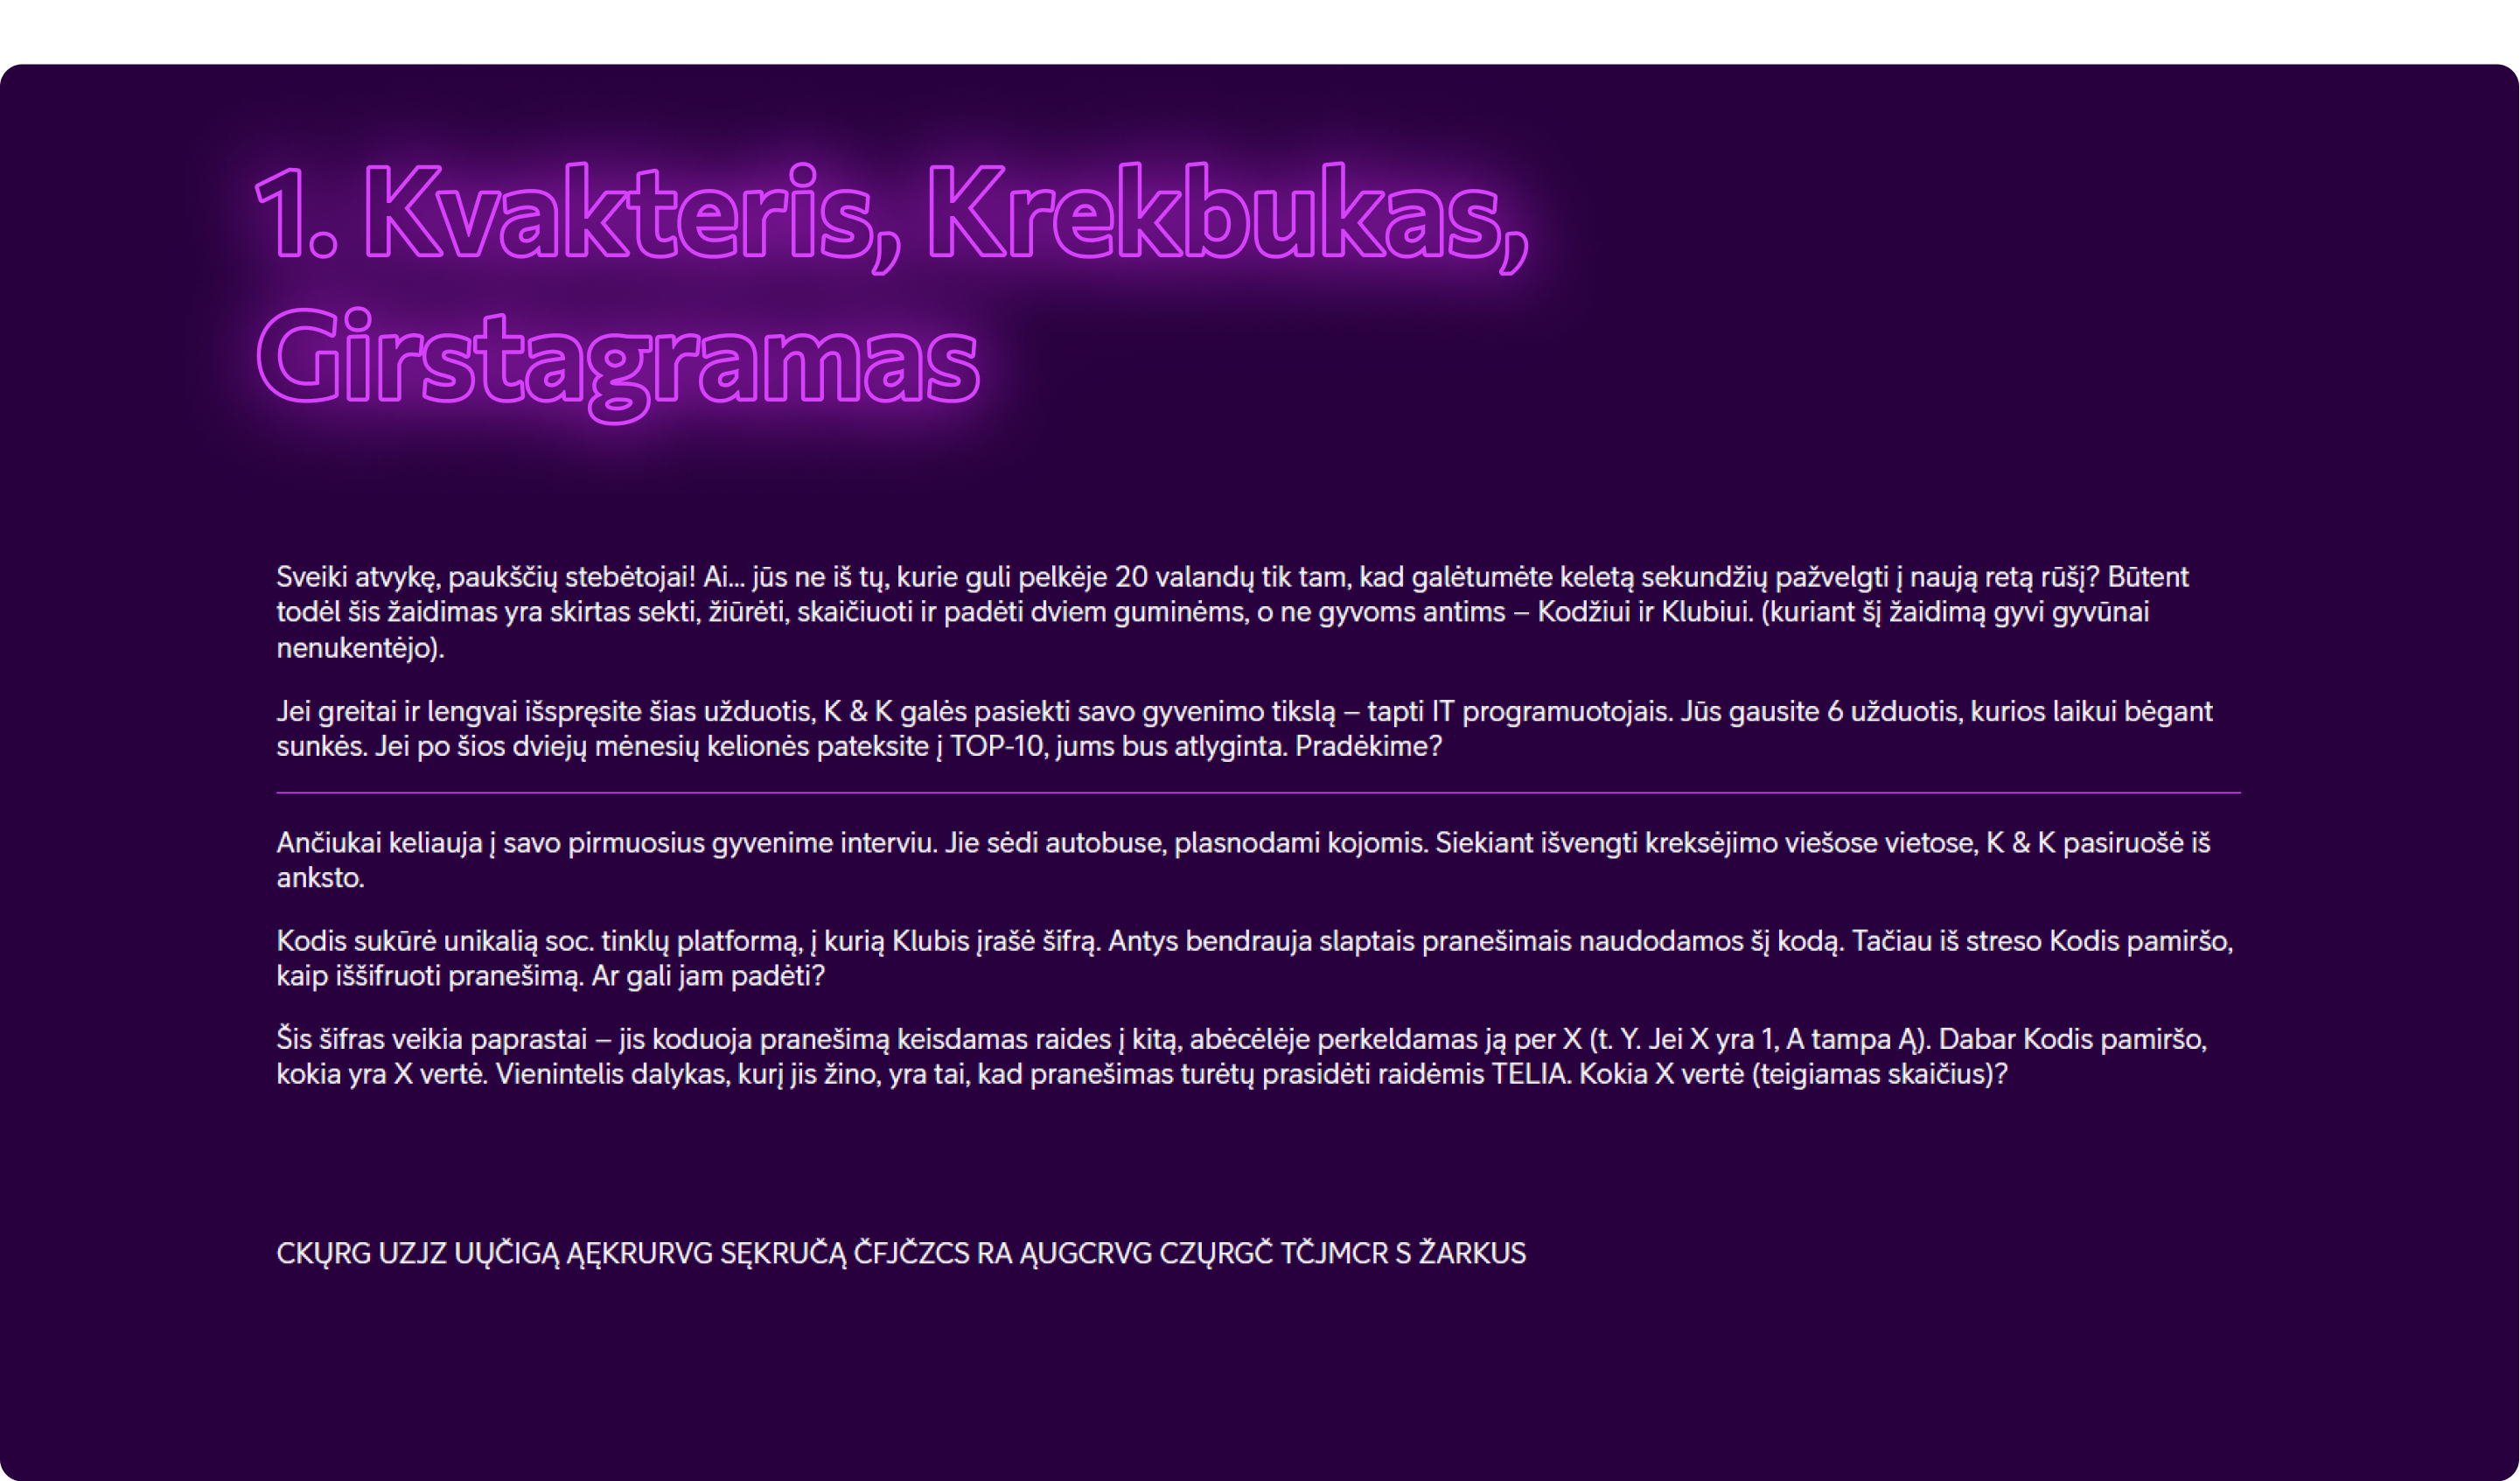 1. Kvakteris, Krekbukas,
Girstagramas
Sveiki atvykę, paukščių stebėtojai! Ai... jūs ne iš tų, kurie guli pelkėje 20 valandų tik tam, kad galėtumėte keletą sekundžių pažvelgti į naują retą rūšį? Būtent
todėl šis žaidimas yra skirtas sekti, žiūrėti, skaičiuoti ir padėti dviem guminėms, o ne gyvoms antims – Kodžiui ir Klubiui. (kuriant šį žaidimą gyvi gyvūnai
nenukentėjo).
Jei greitai ir lengvai išspręsite šias užduotis, K & K galės pasiekti savo gyvenimo tikslą – tapti IT programuotojais. Jūs gausite 6 užduotis, kurios laikui bėgant
sunkės. Jei po šios dviejų mėnesių kelionės pateksite į TOP-10, jums bus atlyginta. Pradėkime?
Ančiukai keliauja į savo pirmuosius gyvenime interviu. Jie sėdi autobuse, plasnodami kojomis. Siekiant išvengti kreksėjimo viešose vietose, K & K pasiruošė iš
anksto.
Kodis sukūrė unikalią soc. tinklų platformą, į kurią Klubis įrašė šifrą. Antys bendrauja slaptais pranešimais naudodamos šį kodą. Tačiau iš streso Kodis pamiršo,
kaip iššifruoti pranešimą. Ar gali jam padėti?
Šis šifras veikia paprastai – jis koduoja pranešimą keisdamas raides į kitą, abėcėlėje perkeldamas ją per X (t. Y. Jei X yra 1, A tampa Ą). Dabar Kodis pamiršo,
kokia yra X vertė. Vienintelis dalykas, kurį jis žino, yra tai, kad pranešimas turėtų prasidėti raidėmis TELIA. Kokia X vertė (teigiamas skaičius)?
CKŲRG UZJZ UŲČIGĄ ĄĘKRURVG SĘKRUČĄ ČFJČZCS RA ĄUGCRVG CZŲRGČ TČJMCR S ŽARKUS